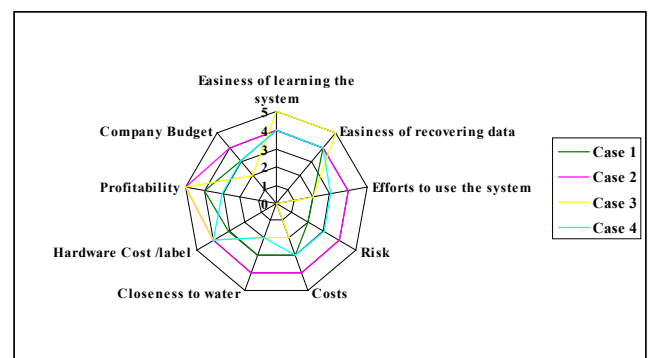 Easiness of learning the
system
5
Company Budget
4
Easiness of recovering data
3
2
Profitability
1
Efforts to use the system
0
Hardware Cost /label
Risk
Closeness to water
Costs
Case 1
Case 2
Case 3
Case 4